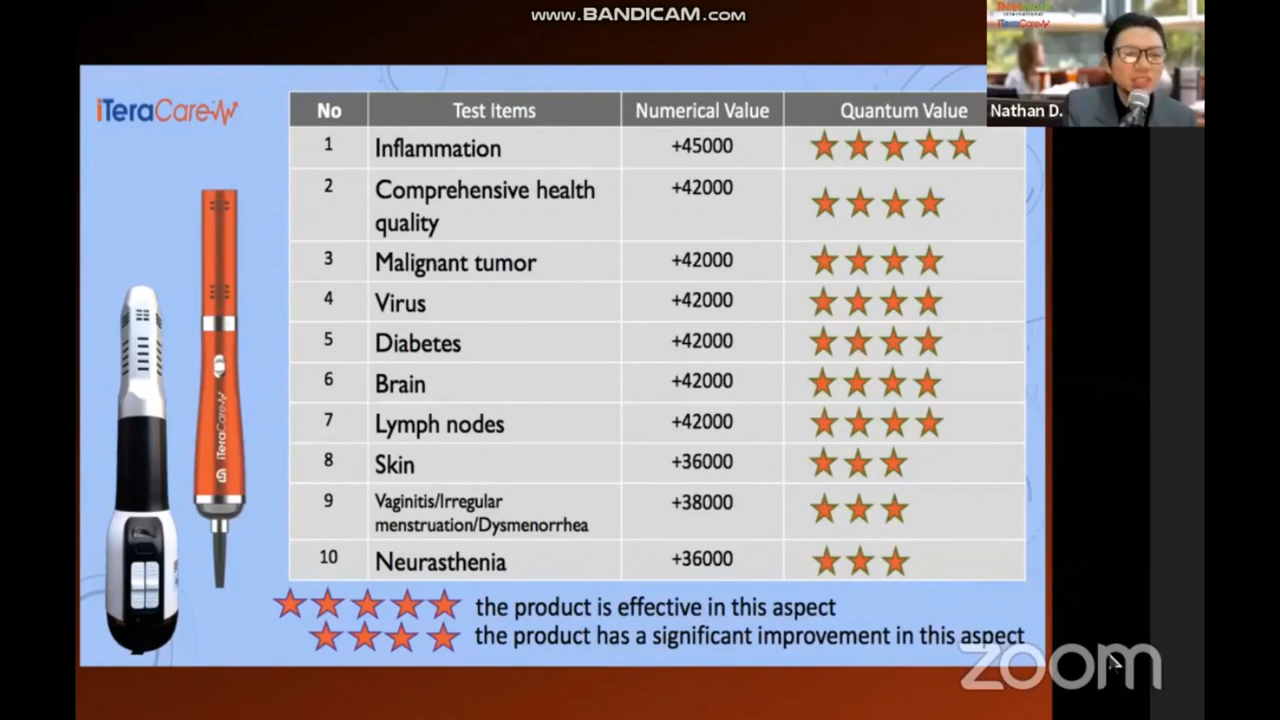 www.BANDICAM.com
iTeraCare
Nathan D.
iTeraCare
No Test Items Numerical Value Quantum Value
1 Inflammation +45000
2 Comprehensive health +42000
quality
3 Malignant tumor +42000
4 Virus +42000
5 Diabetes +42000
6 Brain +42000
7 Lymph nodes +42000
8 Skin +36000
9 Vaginitis/Irregular +38000
menstruation/Dysmenorrhea
10 Neurasthenia +36000
iTeraCare
the product is effective in this aspect
the product has a significant improvement in this aspect
zoom